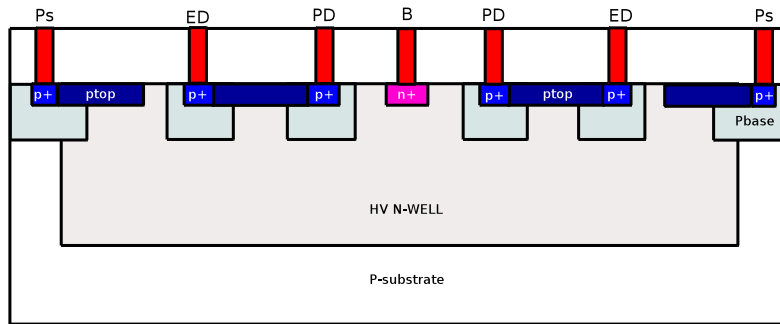 Ps ED PD B PD ED Ps
p+ ptop p+ p+ n+ p+ ptop p+ p+
Pbase
HV N-WELL
P-substrate